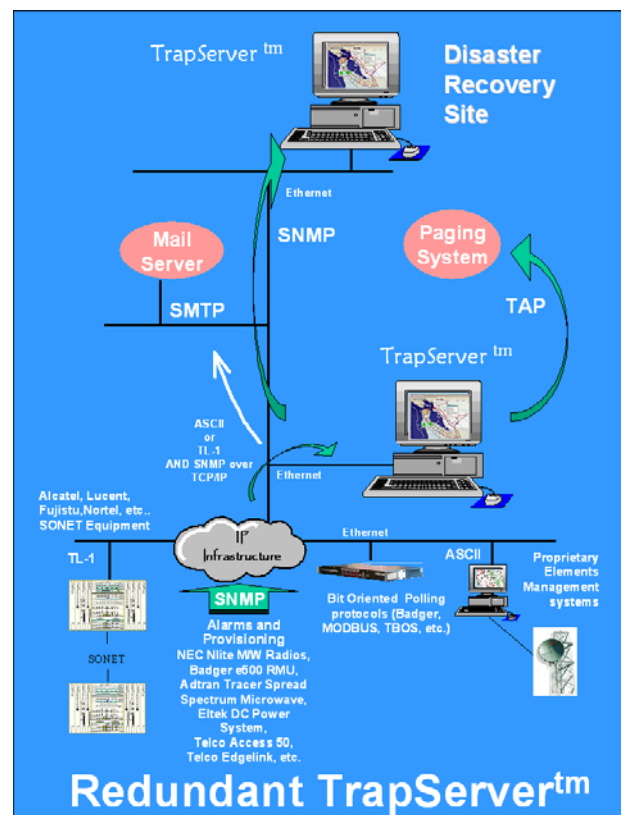 TrapServer tm
Disaster
Recovery
Site
Ethernet
SNMP
Mail
Server
Paging
System
SMTP
TAP
TrapServer tm
ASCII
or
TL-1
AND SNMP over
TCP/IP
Ethernet
Alcatel, Lucent,
Fujistu,Nortel, etc..
SONET Equipment
TL-1
IP
Infrastructure
Ethernet
ASCII
Proprietary
Elements
Management
systems
SNMP
Bit Oriented Polling
protocols (Badger,
MODBUS, TBOS, etc.)
Alarms and
Provisioning
NEC Nlite MW Radios,
Badger e600 RMU,
Adtran Tracer Spread
Spectrum Microwave,
Eltek DC Power
System,
Telco Access 50,
Telco Edgelink, etc.
SONET
Redundant TrapServer tm